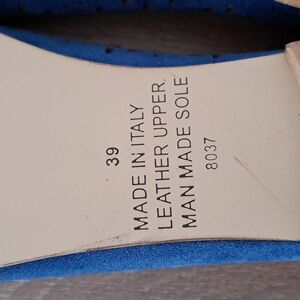 39
MADE IN ITALY
LEATHER UPPER.
MAN MADE SOLE
8037